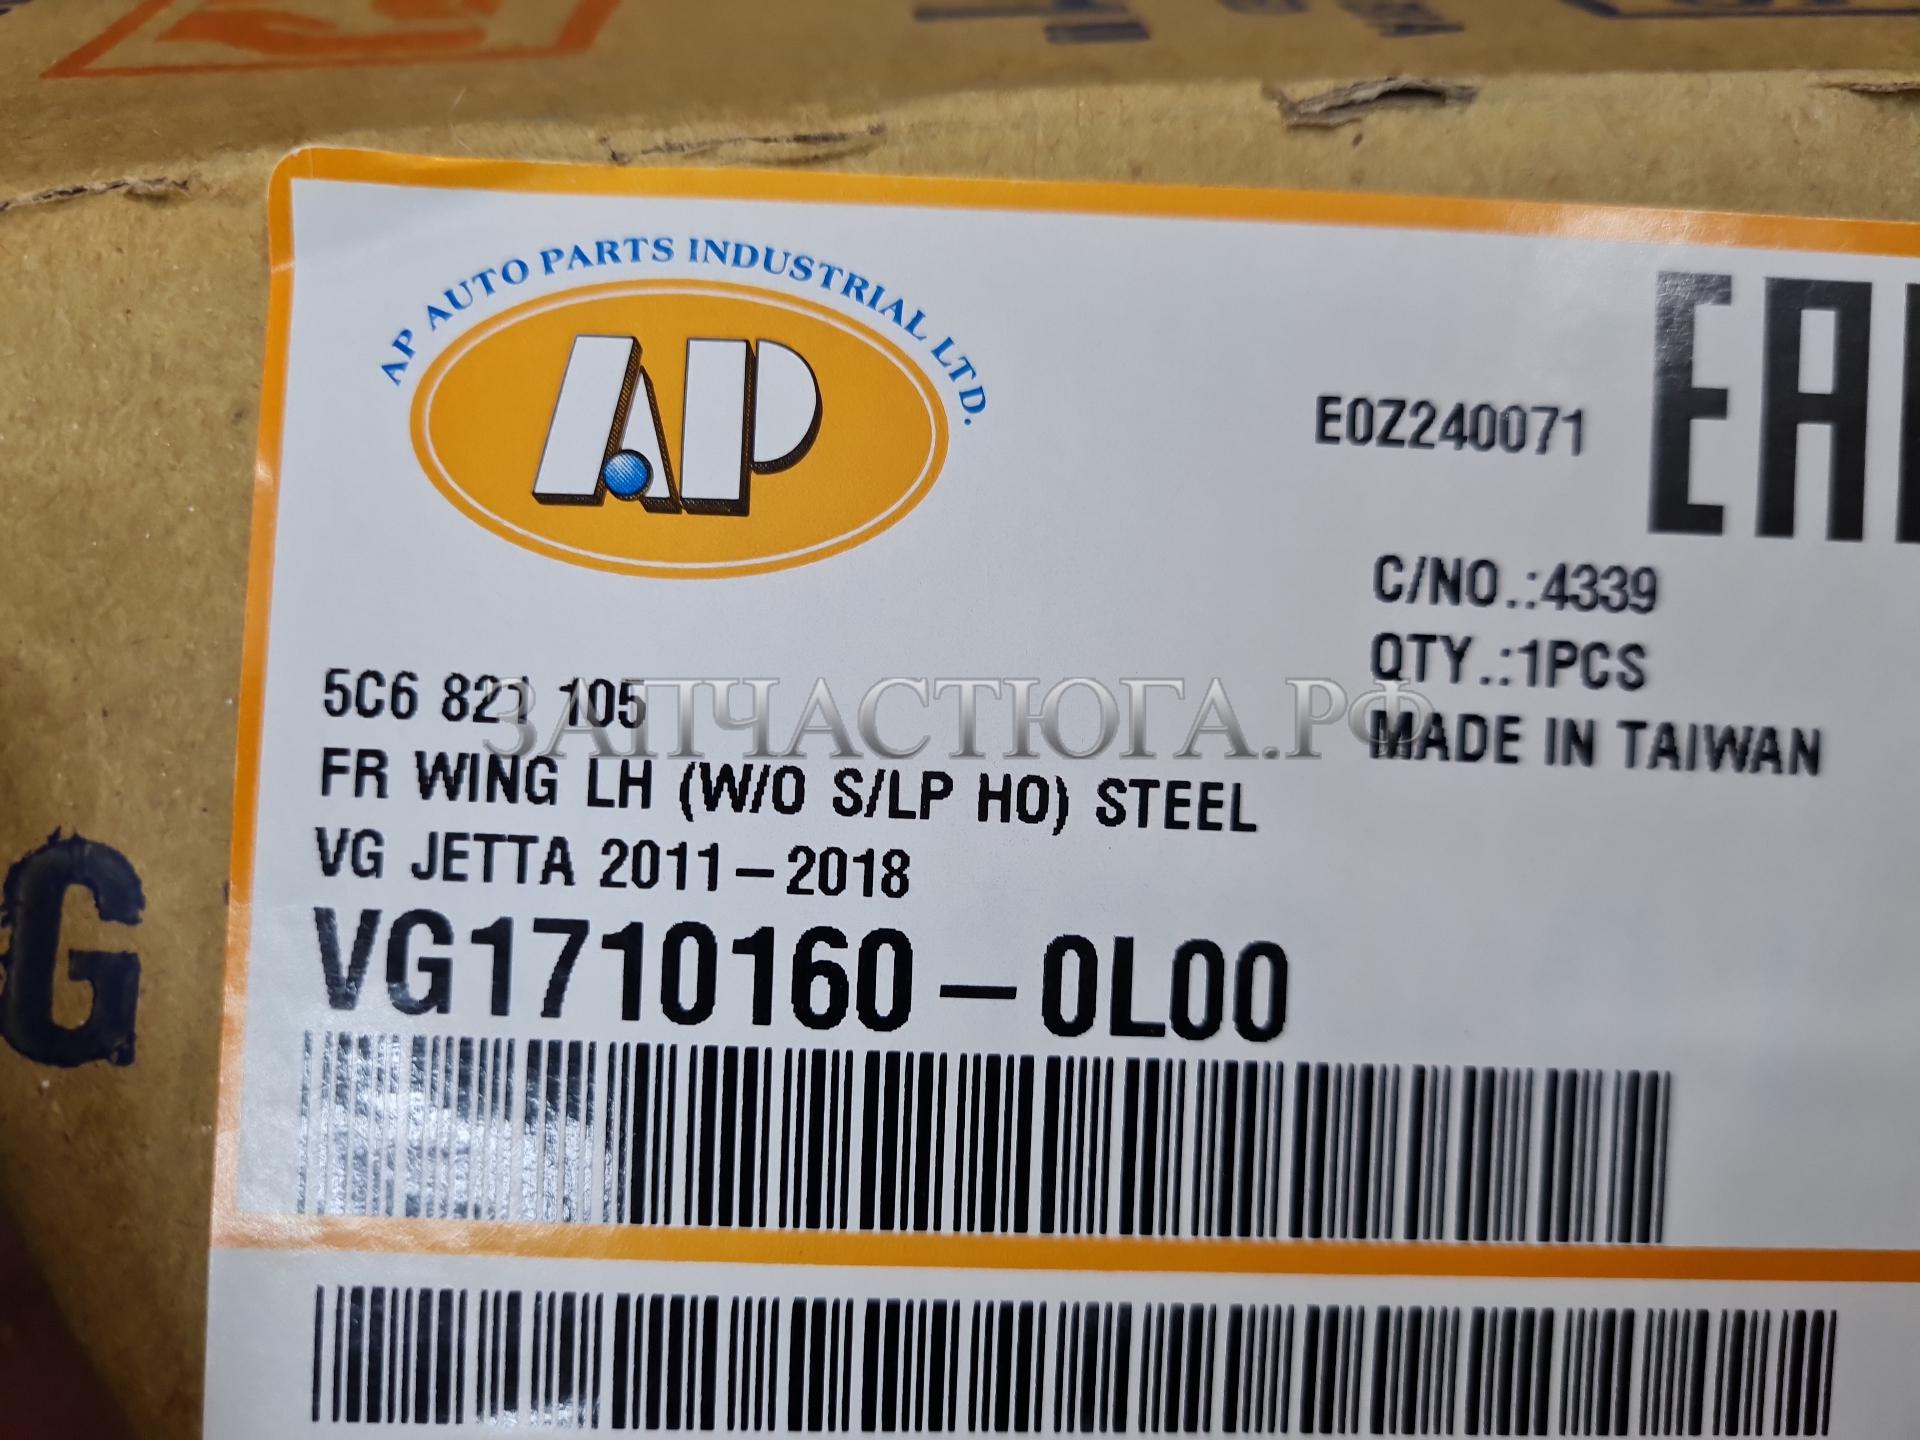 AP AUTO PARTS INDUSTRIAL LTD.
AP
E0Z240071
EA
C/NO.:4339
QTY.:1PCS
MADE IN TAIWAN
5C6 821 105
ЗАПЧАСТЮГА.РФ
FR WING LH (W/O S/LP HO) STEEL
VG JETTA 2011-2018
VG1710160-0L00
G